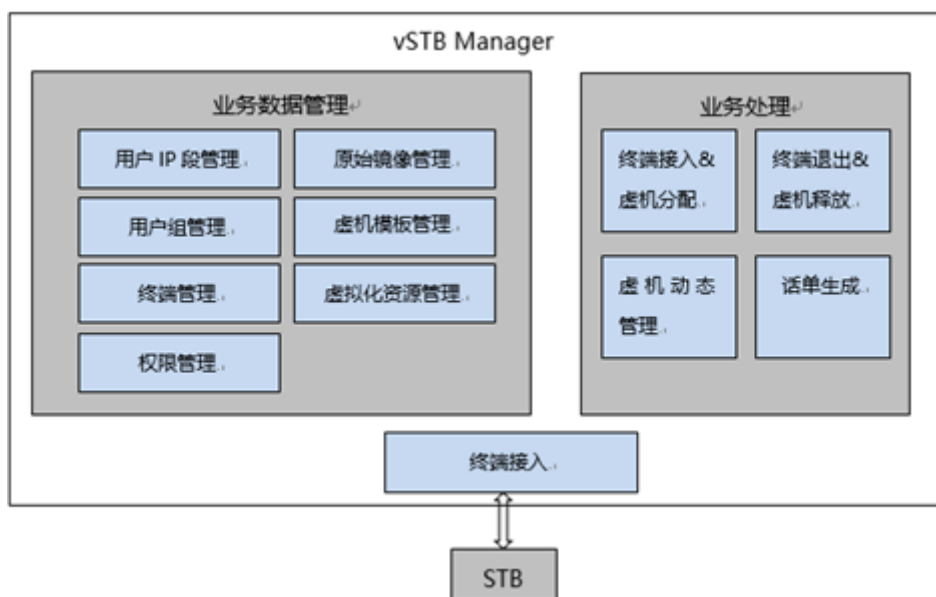 vSTB Manager
业务数据管理
用户 IP 段管理
原始镜像管理
用户组管理
虚机模板管理
终端管理
虚拟化资源管理
权限管理
业务处理
终端接入&
虚机分配
终端退出&
虚机释放
虚机动态
管理
话单生成
终端接入
STB